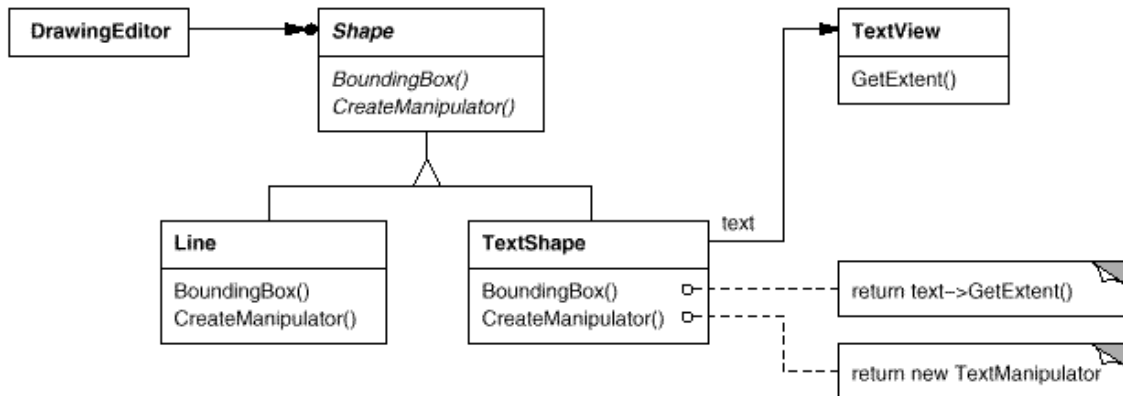 DrawingEditor
Shape
BoundingBox()
CreateManipulator()
TextView
GetExtent()
Line
BoundingBox()
CreateManipulator()
TextShape
BoundingBox()
CreateManipulator()
text
return text->GetExtent()
return new TextManipulator